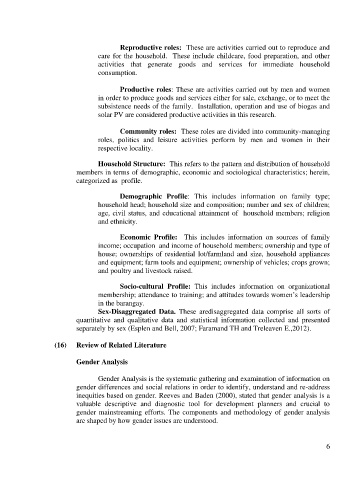 Reproductive roles: These are activities carried out to reproduce and
care for the household. These include childcare, food preparation, and other
activities that generate goods and services for immediate household
consumption.
Productive roles: These are activities carried out by men and women
in order to produce goods and services either for sale, exchange, or to meet the
subsistence needs of the family. Installation, operation and use of biogas and
solar PV are considered productive activities in this research.
Community roles: These roles are divided into community-managing
roles, politics and leisure activities perform by men and women in their
respective locality.
Household Structure: This refers to the pattern and distribution of household
members in terms of demographic, economic and sociological characteristics; herein,
categorized as profile.
Demographic Profile: This includes information on family type;
household head; household size and composition; number and sex of children;
age, civil status, and educational attainment of household members; religion
and ethnicity.
Economic Profile: This includes information on sources of family
income; occupation and income of household members; ownership and type of
house; ownerships of residential lot/farmland and size, household appliances
and equipment; farm tools and equipment; ownership of vehicles; crops grown;
and poultry and livestock raised.
Socio-cultural Profile: This includes information on organizational
membership; attendance to training; and attitudes towards women's leadership
in the barangay.
Sex-Disaggregated Data. These aredisaggregated data comprise all sorts of
quantitative and qualitative data and statistical information collected and presented
separately by sex (Esplen and Bell, 2007; Faramand TH and Treleaven E.,2012).
(16) Review of Related Literature
Gender Analysis
Gender Analysis is the systematic gathering and examination of information on
gender differences and social relations in order to identify, understand and re-address
inequities based on gender. Reeves and Baden (2000), stated that gender analysis is a
valuable descriptive and diagnostic tool for development planners and crucial to
gender mainstreaming efforts. The components and methodology of gender analysis
are shaped by how gender issues are understood.
6